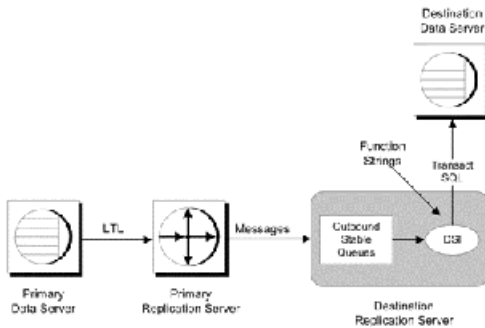 Destination
Data Server
Function
Strings
Transact
SQL
LTL
Messages
Outbound
Stable
Queues
DSI
Primary
Data Server
Primary
Replication Server
Destination
Replication Server